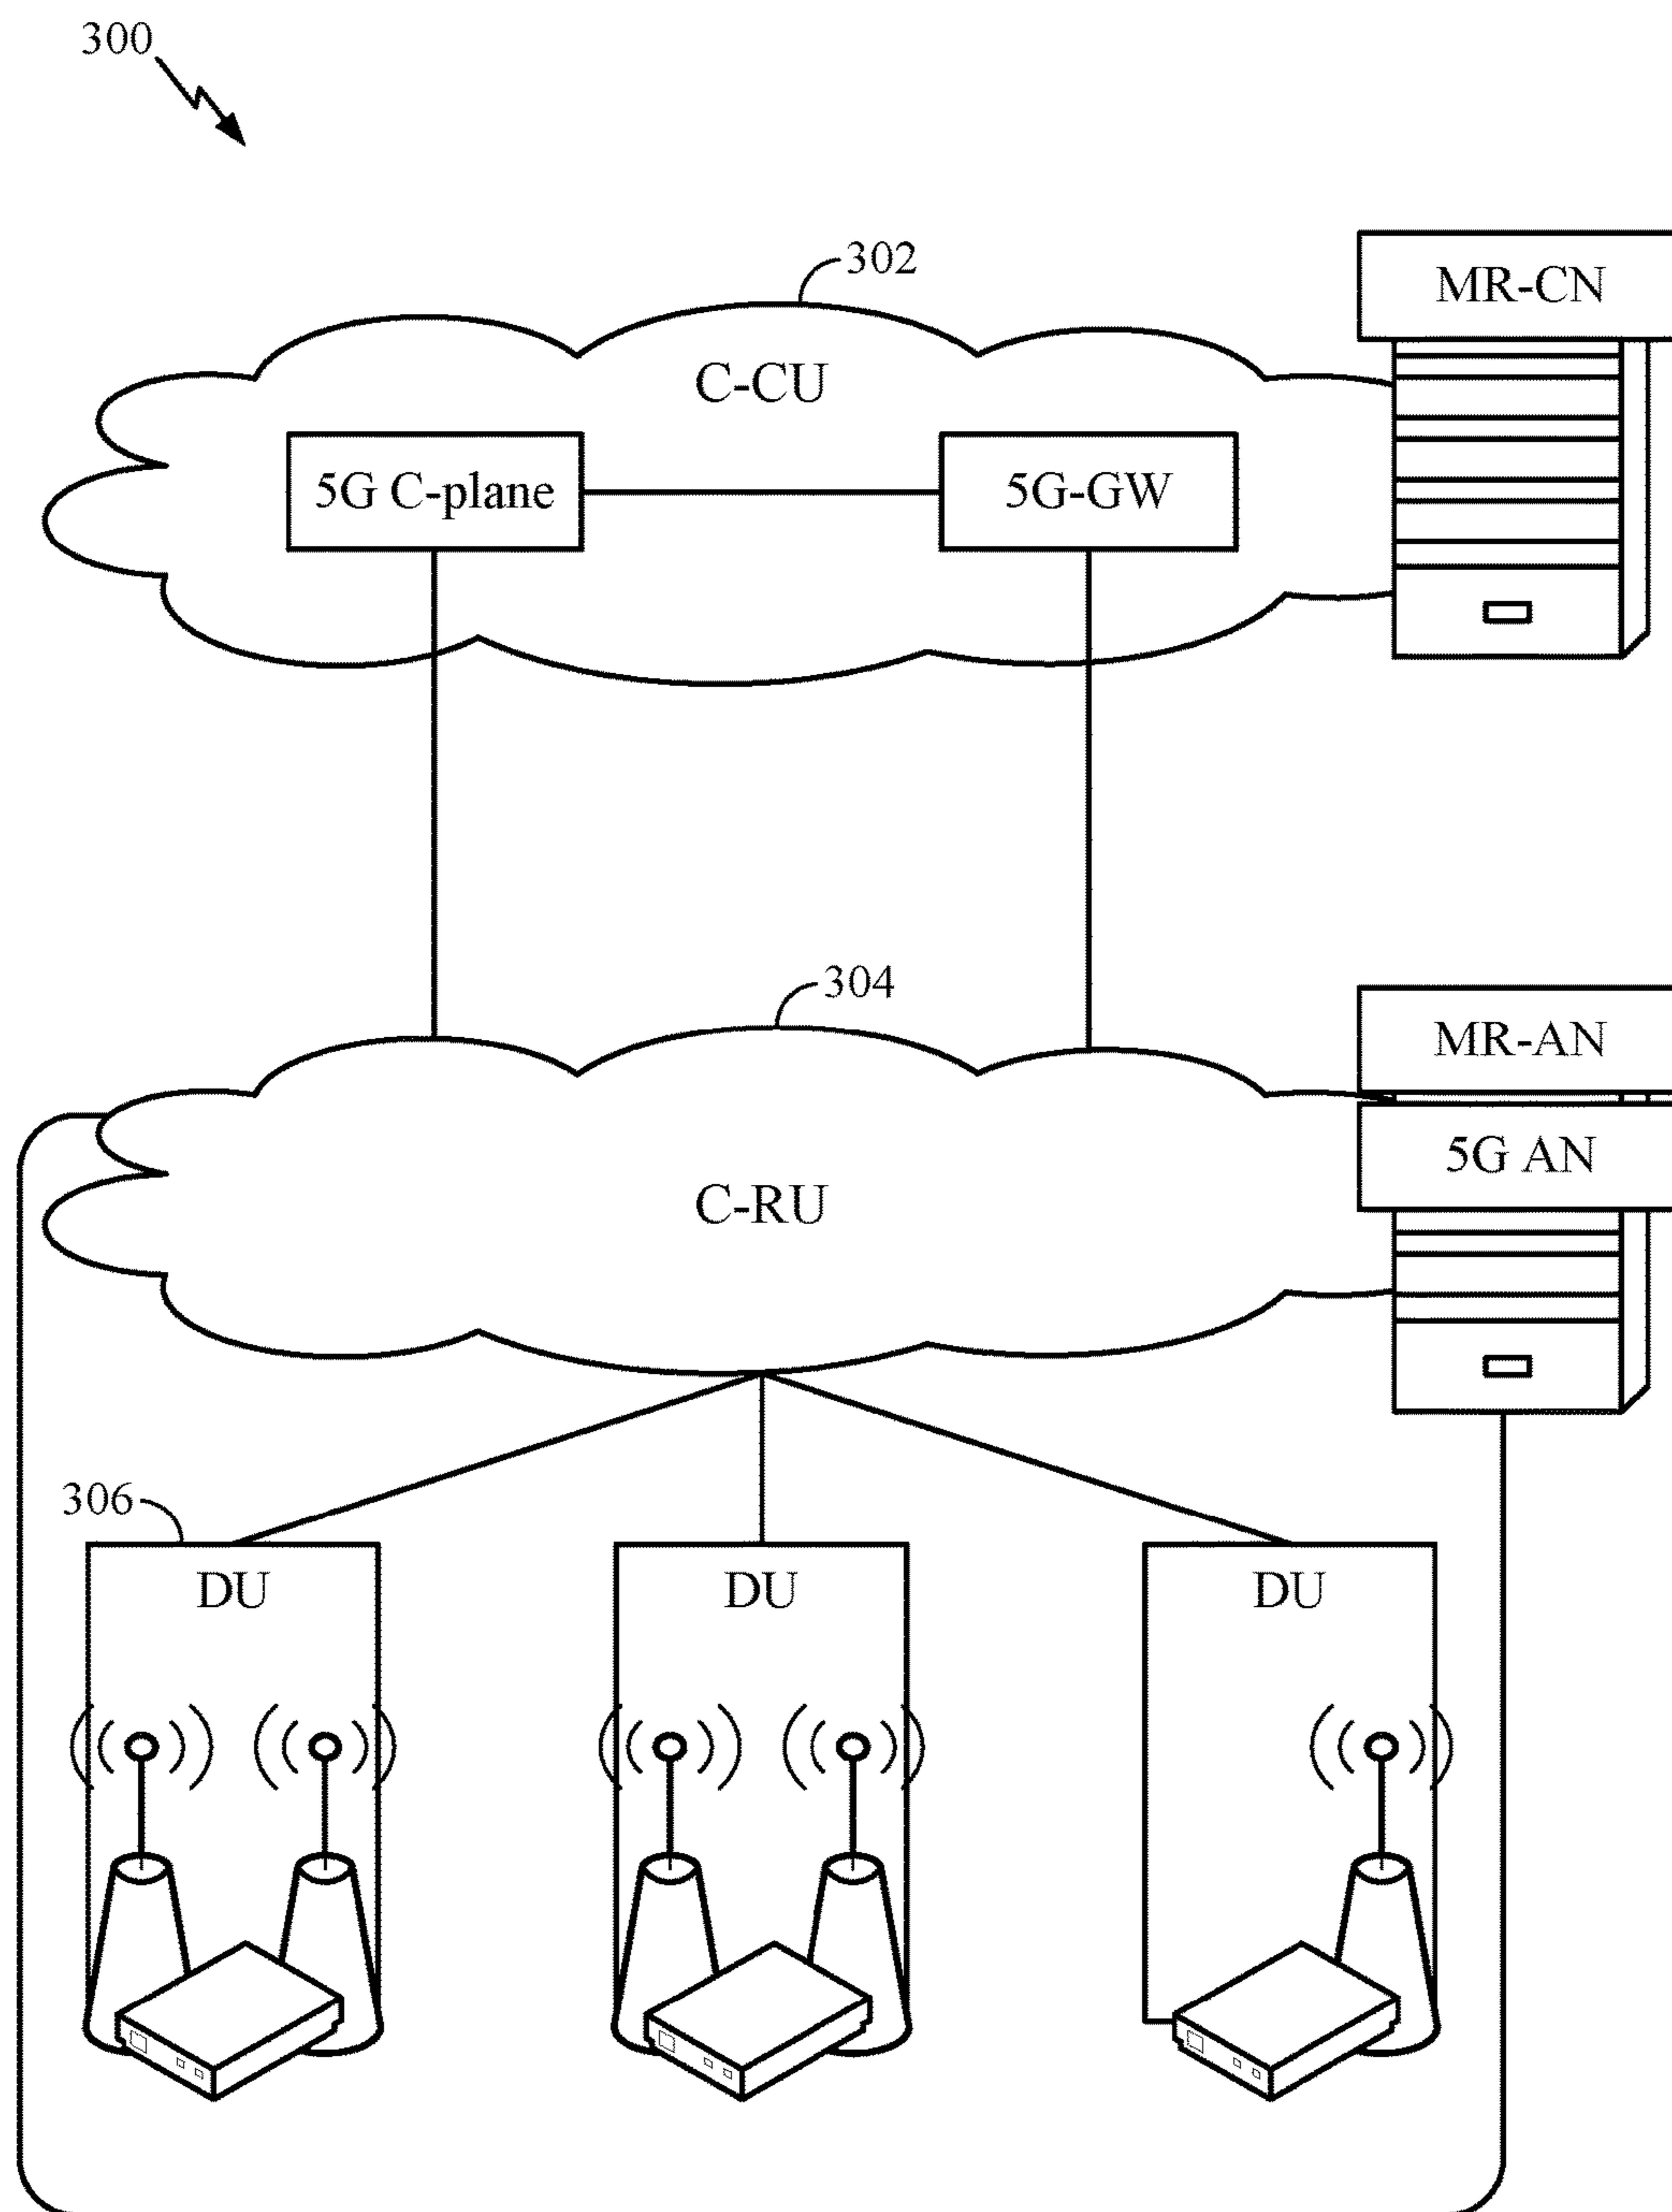 300
302
MR-CN
C-CU
5G C-plane
5G-GW
304
MR-AN
5G AN
C-RU
306
DU
DU
DU